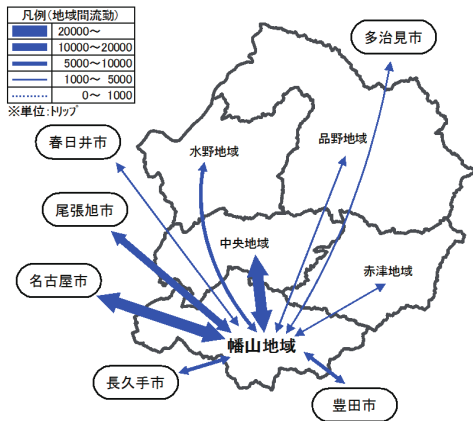 凡例(地域間流動)
20000～
10000～20000
5000～10000
1000～ 5000
0～ 1000
※単位:トリップ
多治見市
春日井市
水野地域
品野地域
尾張旭市
中央地域
赤津地域
名古屋市
幡山地域
長久手市
豊田市